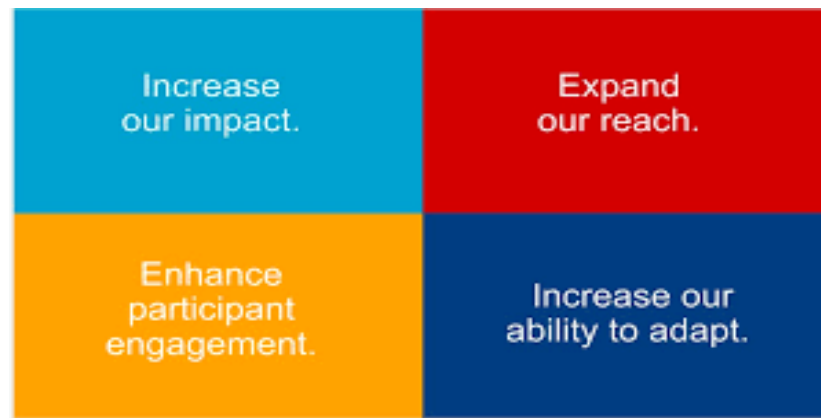 Increase
our impact.
Expand
our reach.
Enhance
participant
engagement.
Increase our
ability to adapt.